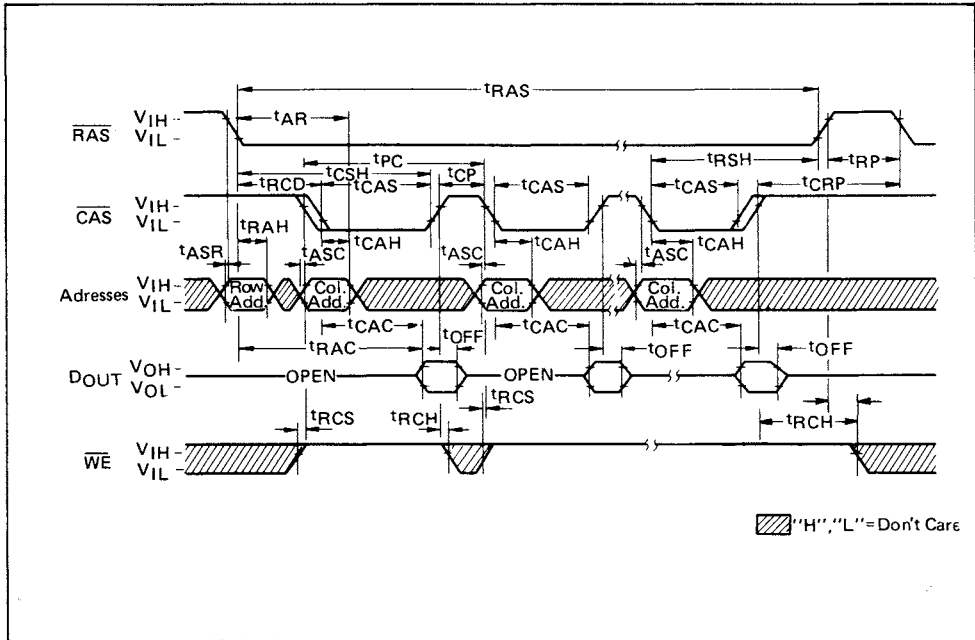 tRAS
tAR
RAS
VIH
VIL
tPC
tCSH
tRSH
tRP
tRCD
tCAS
tCP
tCAS
tCAS
tCRP
CAS
VIH
VIL
tRAH
tCAH
tCAH
tCAH
tASR
tASC
tASC
tASC
Adresses
VIH
VIL
Row Add.
Col. Add.
Col. Add.
Col. Add.
tCAC
tCAC
tCAC
tRAC
tOFF
tOFF
tOFF
DOUT
VOH
VOL
OPEN
OPEN
tRCS
tRCH
tRCS
tRCH
WE
VIH
VIL
"H","L"=Don't Care